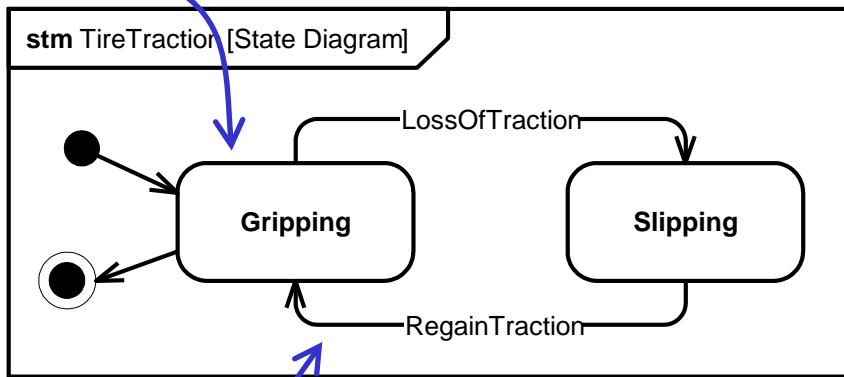 stm TireTraction [State Diagram]
LossOfTraction
Gripping
Slipping
RegainTraction